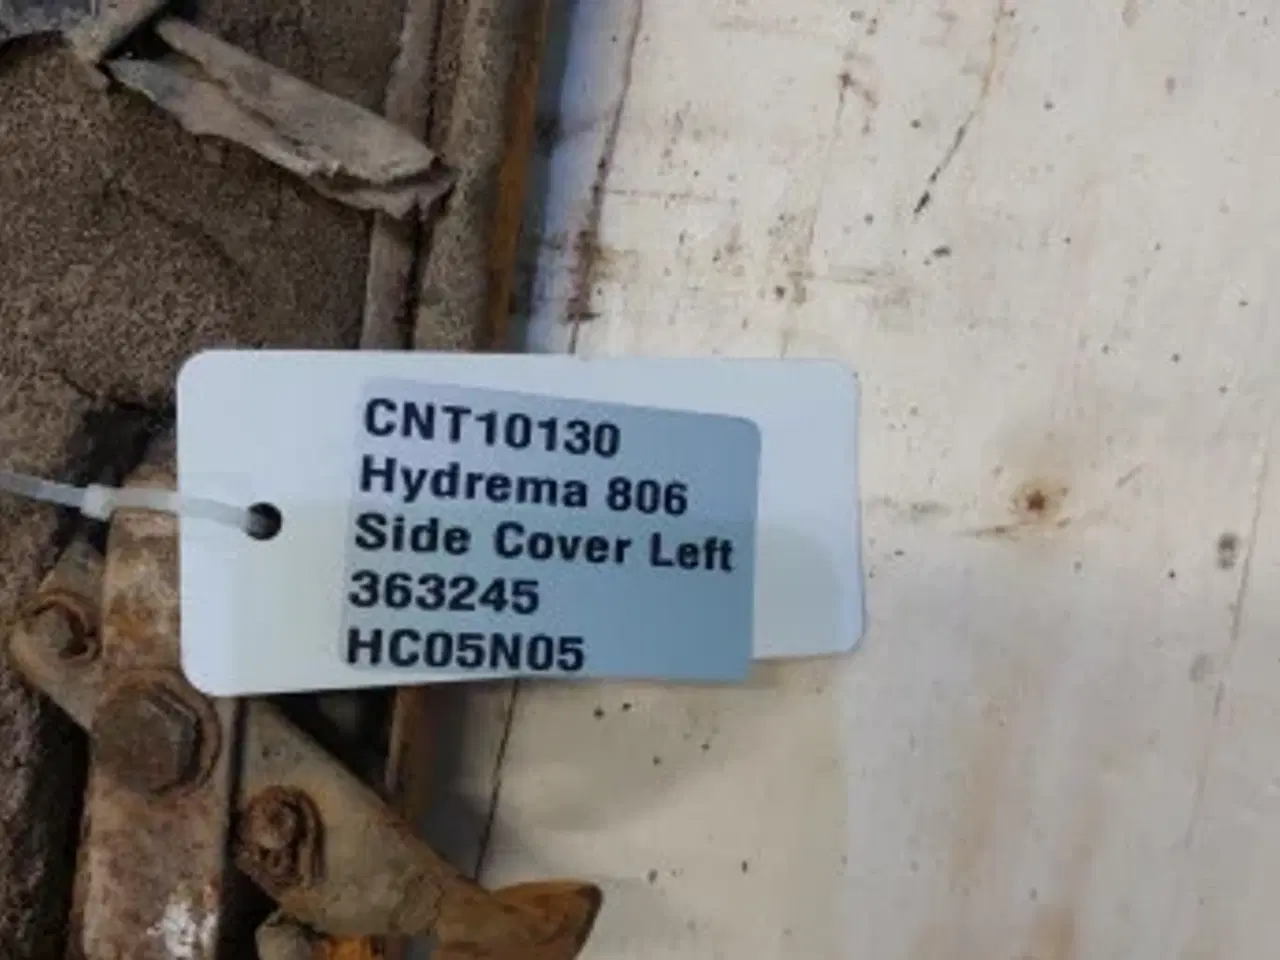 CNT10130
Hydrema 806
Side Cover Left
363245
HC05N05